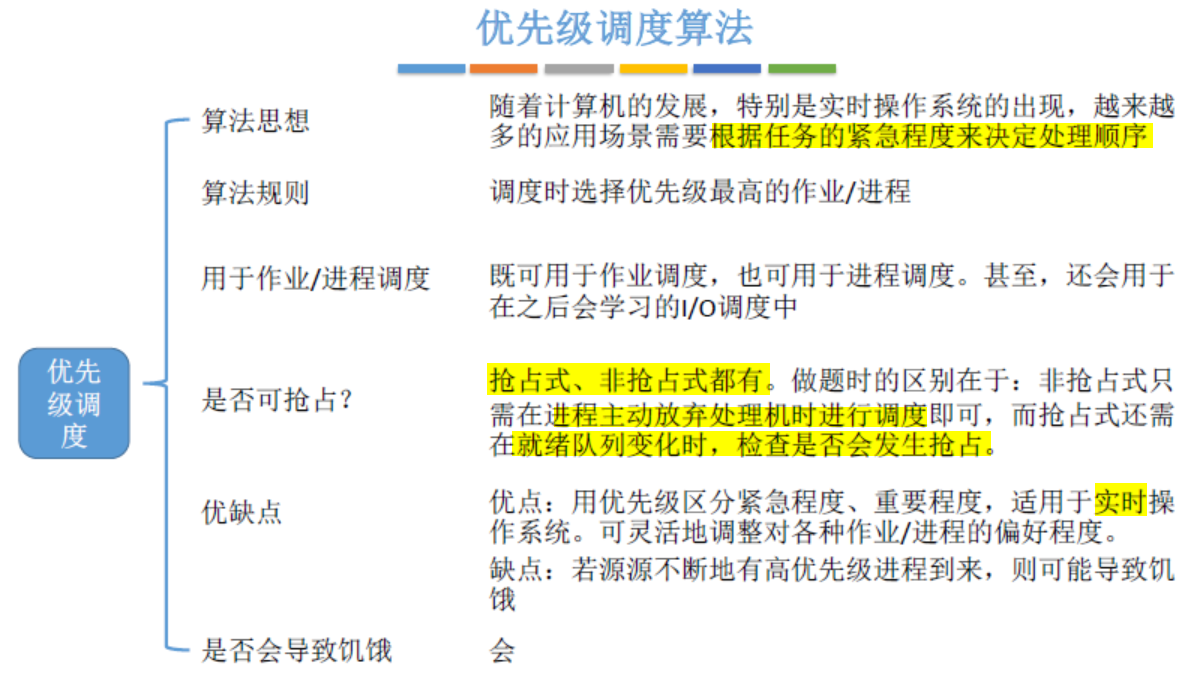 优先级调度算法
算法思想
随着计算机的发展，特别是实时操作系统的出现，越来越
多的应用场景需要根据任务的紧急程度来决定处理顺序
算法规则
调度时选择优先级最高的作业/进程
用于作业/进程调度
既可用于作业调度，也可用于进程调度。甚至，还会用于
在之后会学习的I/O调度中
优先
级调
度
是否可抢占？
抢占式、非抢占式都有。做题时的区别在于：非抢占式只
需在进程主动放弃处理机时进行调度即可，而抢占式还需
在就绪队列变化时，检查是否会发生抢占。
优缺点
优点：用优先级区分紧急程度、重要程度，适用于实时操
作系统。可灵活地调整对各种作业/进程的偏好程度。
缺点：若源源不断地有高优先级进程到来，则可能导致饥
饿
是否会导致饥饿
会